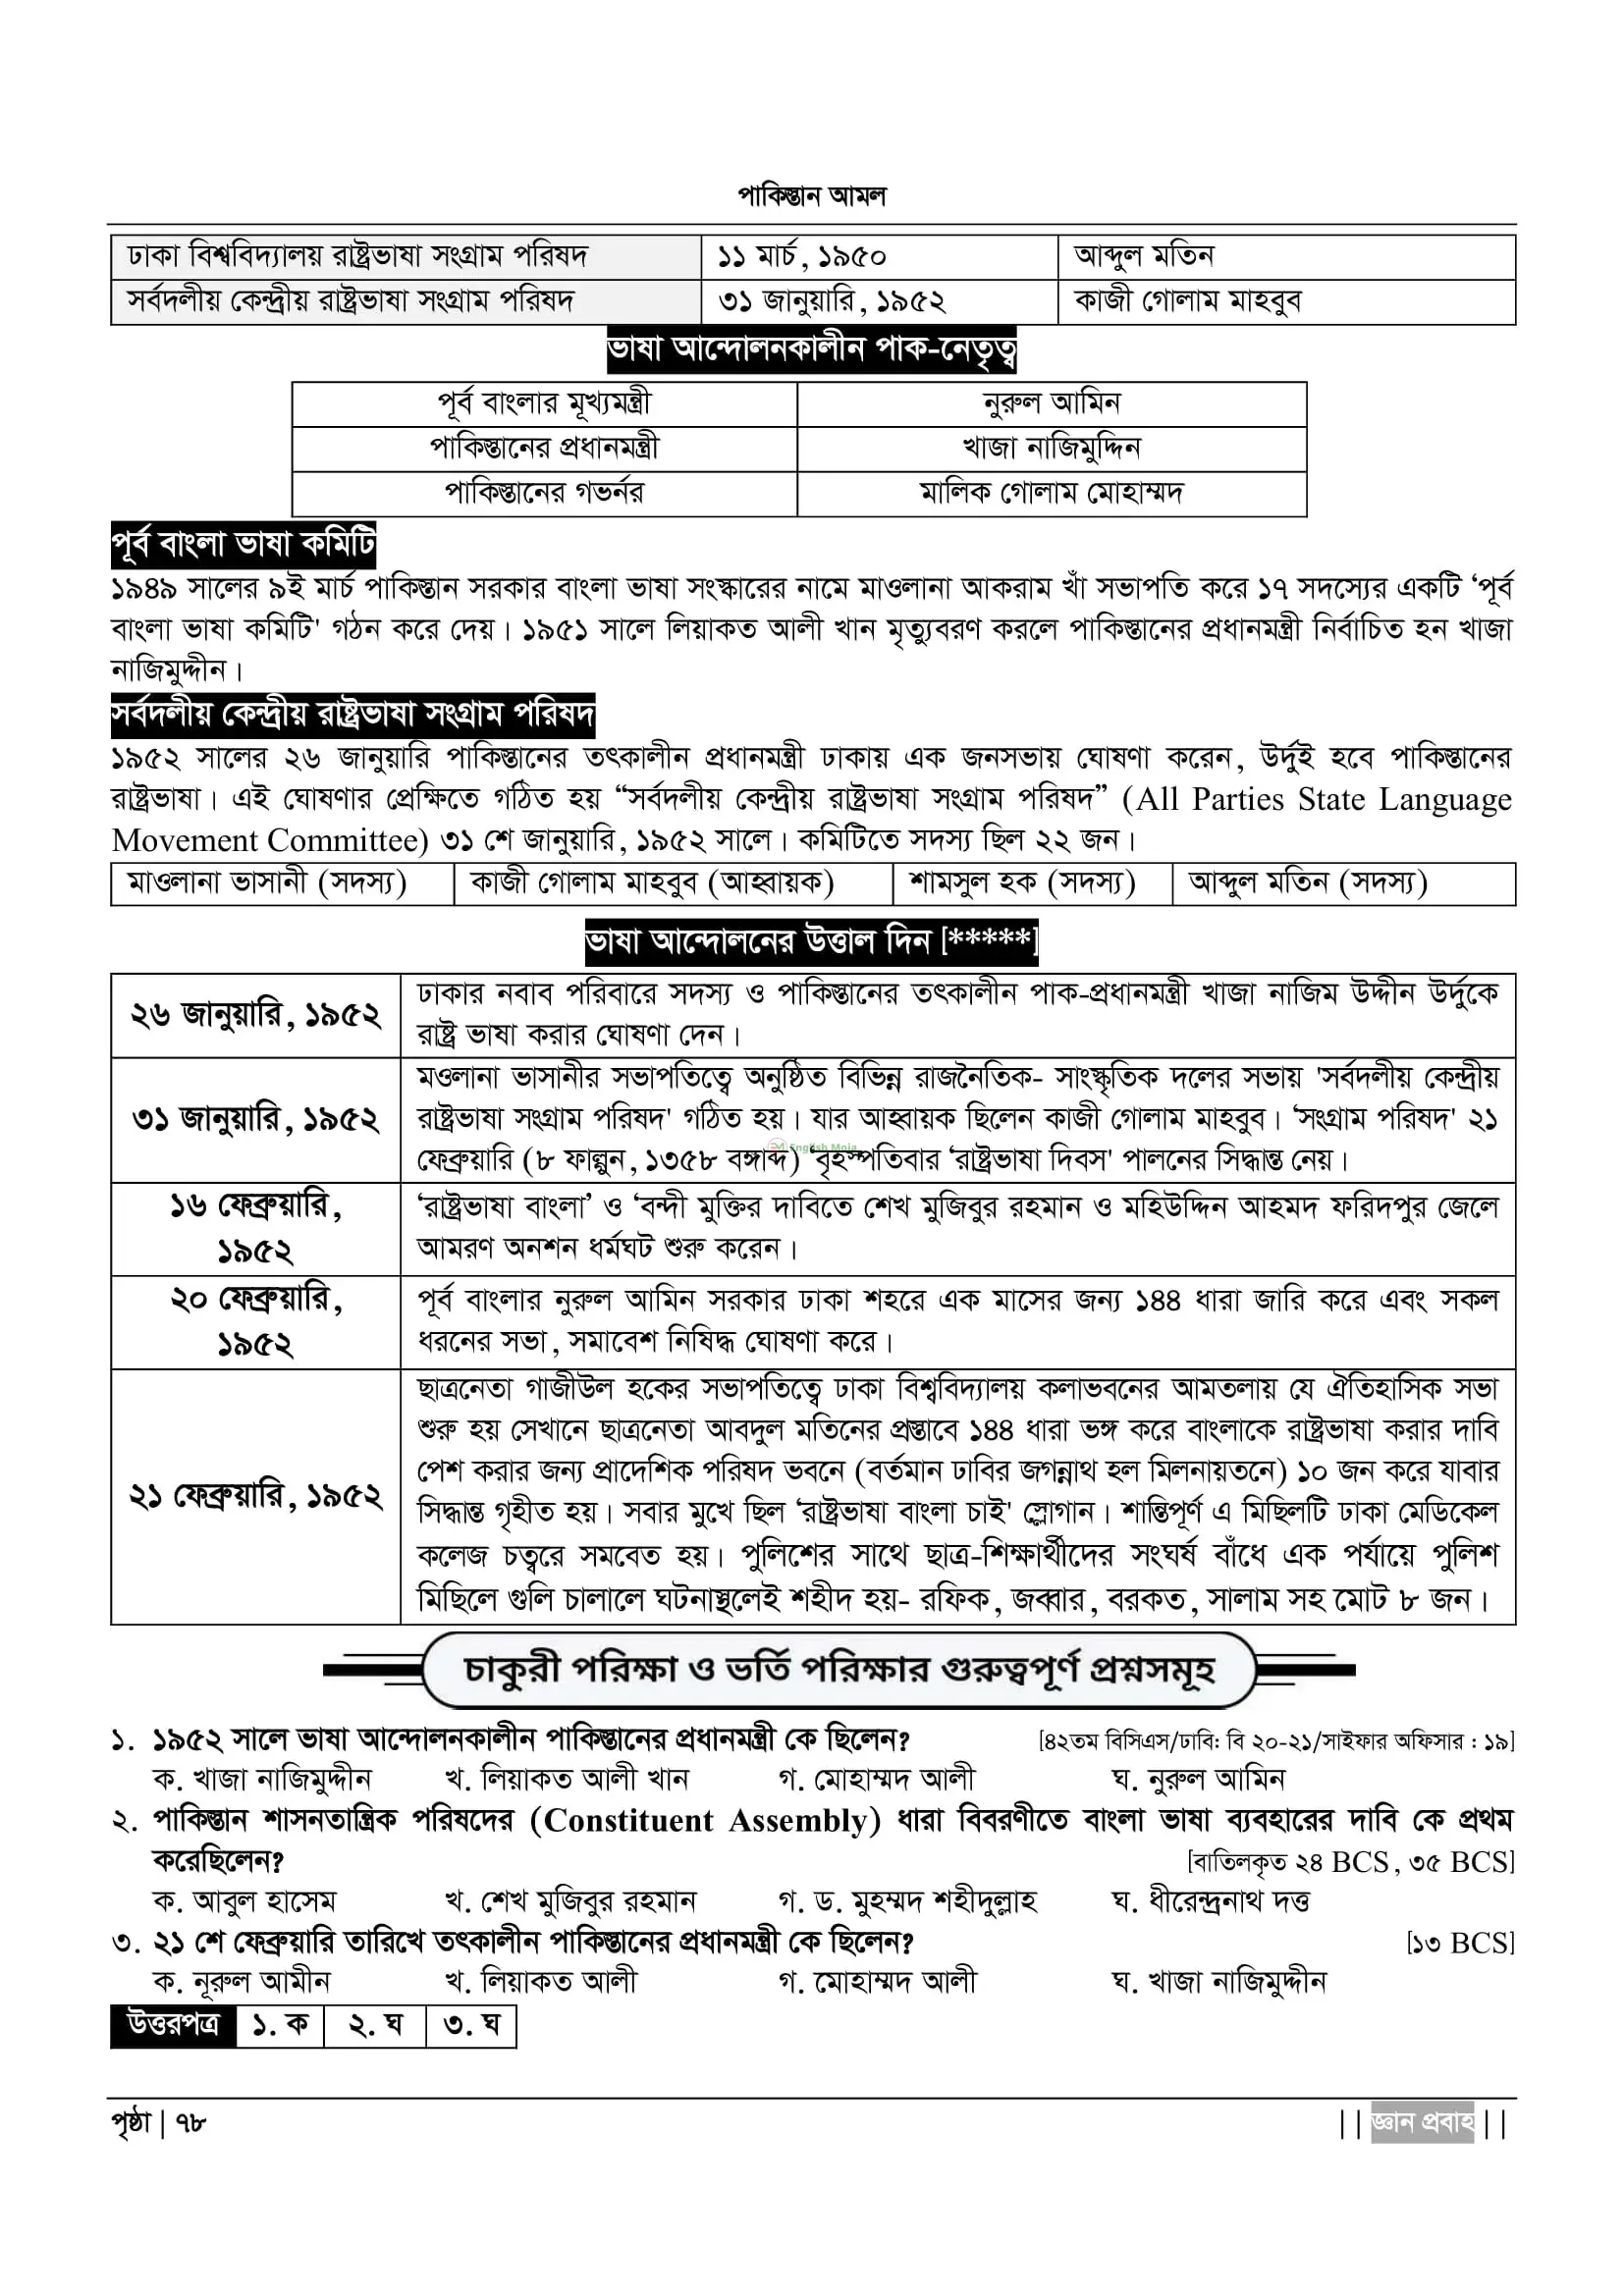 পাকিস্তান আমল
ঢাকা বিশ্ববিদ্যালয় রাষ্ট্রভাষা সংগ্রাম পরিষদ ১১ মার্চ, ১৯৫০ আব্দুল মতিন
সর্বদলীয় কেন্দ্রীয় রাষ্ট্রভাষা সংগ্রাম পরিষদ ৩১ জানুয়ারি, ১৯৫২ কাজী গোলাম মাহবুব
ভাষা আন্দোলনকালীন পাক-নেতৃত্ব
পূর্ব বাংলার মূখ্যমন্ত্রী নুরুল আমিন
পাকিস্তানের প্রধানমন্ত্রী খাজা নাজিমুদ্দিন
পাকিস্তানের গভর্নর মালিক গোলাম মোহাম্মদ
পূর্ব বাংলা ভাষা কমিটি
১৯৪৯ সালের ৯ই মার্চ পাকিস্তান সরকার বাংলা ভাষা সংস্কারের নামে মাওলানা আকরাম খাঁ সভাপতি করে ১৭ সদস্যের একটি ‘পূর্ব
বাংলা ভাষা কমিটি' গঠন করে দেয়। ১৯৫১ সালে লিয়াকত আলী খান মৃত্যুবরণ করলে পাকিস্তানের প্রধানমন্ত্রী নির্বাচিত হন খাজা
নাজিমুদ্দীন।
সর্বদলীয় কেন্দ্রীয় রাষ্ট্রভাষা সংগ্রাম পরিষদ
১৯৫২ সালের ২৬ জানুয়ারি পাকিস্তানের তৎকালীন প্রধানমন্ত্রী ঢাকায় এক জনসভায় ঘোষণা করেন, উর্দুই হবে পাকিস্তানের
রাষ্ট্রভাষা। এই ঘোষণার প্রেক্ষিতে গঠিত হয় “সর্বদলীয় কেন্দ্রীয় রাষ্ট্রভাষা সংগ্রাম পরিষদ” (All Parties State Language
Movement Committee) ৩১ শে জানুয়ারি, ১৯৫২ সালে। কমিটিতে সদস্য ছিল ২২ জন।
মাওলানা ভাসানী (সদস্য) কাজী গোলাম মাহবুব (আহ্বায়ক) শামসুল হক (সদস্য) আব্দুল মতিন (সদস্য)
ভাষা আন্দোলনের উত্তাল দিন [*****]
২৬ জানুয়ারি, ১৯৫২
ঢাকার নবাব পরিবারে সদস্য ও পাকিস্তানের তৎকালীন পাক-প্রধানমন্ত্রী খাজা নাজিম উদ্দীন উর্দুকে
রাষ্ট্র ভাষা করার ঘোষণা দেন।
৩১ জানুয়ারি, ১৯৫২
মওলানা ভাসানীর সভাপতিত্বে অনুষ্ঠিত বিভিন্ন রাজনৈতিক- সাংস্কৃতিক দলের সভায় 'সর্বদলীয় কেন্দ্রীয়
রাষ্ট্রভাষা সংগ্রাম পরিষদ' গঠিত হয়। যার আহ্বায়ক ছিলেন কাজী গোলাম মাহবুব। ‘সংগ্রাম পরিষদ' ২১
English Moja
ফেব্রুয়ারি (৮ ফাল্গুন, ১৩৫৮ বঙ্গাব্দ) ‘বৃহস্পতিবার ‘রাষ্ট্রভাষা দিবস' পালনের সিদ্ধান্ত নেয়।
১৬ ফেব্রুয়ারি,
১৯৫২
‘রাষ্ট্রভাষা বাংলা’ ও ‘বন্দী মুক্তির দাবিতে শেখ মুজিবুর রহমান ও মহিউদ্দিন আহমদ ফরিদপুর জেলে
আমরণ অনশন ধর্মঘট শুরু করেন।
২০ ফেব্রুয়ারি,
১৯৫২
পূর্ব বাংলার নুরুল আমিন সরকার ঢাকা শহরে এক মাসের জন্য ১৪৪ ধারা জারি করে এবং সকল
ধরনের সভা, সমাবেশ নিষিদ্ধ ঘোষণা করে।
২১ ফেব্রুয়ারি, ১৯৫২
ছাত্রনেতা গাজীউল হকের সভাপতিত্বে ঢাকা বিশ্ববিদ্যালয় কলাভবনের আমতলায় যে ঐতিহাসিক সভা
শুরু হয় সেখানে ছাত্রনেতা আবদুল মতিনের প্রস্তাবে ১৪৪ ধারা ভঙ্গ করে বাংলাকে রাষ্ট্রভাষা করার দাবি
পেশ করার জন্য প্রাদেশিক পরিষদ ভবনে (বর্তমান ঢাবির জগন্নাথ হল মিলনায়তনে) ১০ জন করে যাবার
সিদ্ধান্ত গৃহীত হয়। সবার মুখে ছিল ‘রাষ্ট্রভাষা বাংলা চাই' স্লোগান। শান্তিপূর্ণ এ মিছিলটি ঢাকা মেডিকেল
কলেজ চত্বরে সমবেত হয়। পুলিশের সাথে ছাত্র-শিক্ষার্থীদের সংঘর্ষ বাঁধে এক পর্যায়ে পুলিশ
মিছিলে গুলি চালালে ঘটনাস্থলেই শহীদ হয়- রফিক, জব্বার, বরকত, সালাম সহ মোট ৮ জন।
চাকুরী পরিক্ষা ও ভর্তি পরিক্ষার গুরুত্বপূর্ণ প্রশ্নসমূহ
১. ১৯৫২ সালে ভাষা আন্দোলনকালীন পাকিস্তানের প্রধানমন্ত্রী কে ছিলেন? [৪২তম বিসিএস/ঢাবি: বি ২০-২১/সাইফার অফিসার : ১৯]
ক. খাজা নাজিমুদ্দীন খ. লিয়াকত আলী খান গ. মোহাম্মদ আলী ঘ. নুরুল আমিন
২. পাকিস্তান শাসনতান্ত্রিক পরিষদের (Constituent Assembly) ধারা বিবরণীতে বাংলা ভাষা ব্যবহারের দাবি কে প্রথম
করেছিলেন? [বাতিলকৃত ২৪ BCS, ৩৫ BCS]
ক. আবুল হাসেম খ. শেখ মুজিবুর রহমান গ. ড. মুহম্মদ শহীদুল্লাহ ঘ. ধীরেন্দ্রনাথ দত্ত
৩. ২১ শে ফেব্রুয়ারি তারিখে তৎকালীন পাকিস্তানের প্রধানমন্ত্রী কে ছিলেন? [১৩ BCS]
ক. নূরুল আমীন খ. লিয়াকত আলী গ. মোহাম্মদ আলী ঘ. খাজা নাজিমুদ্দীন
উত্তরপত্র ১. ক ২. ঘ ৩. ঘ
পৃষ্ঠা | ৭৮ || জ্ঞান প্রবাহ ||